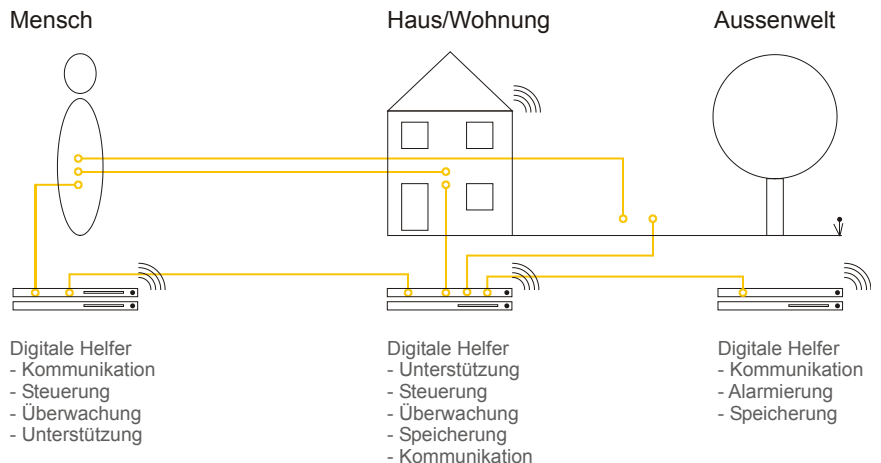 Mensch
Haus/Wohnung
Aussenwelt
Digitale Helfer
- Kommunikation
- Steuerung
- Überwachung
- Unterstützung
Digitale Helfer
- Unterstützung
- Steuerung
- Überwachung
- Speicherung
- Kommunikation
Digitale Helfer
- Kommunikation
- Alarmierung
- Speicherung